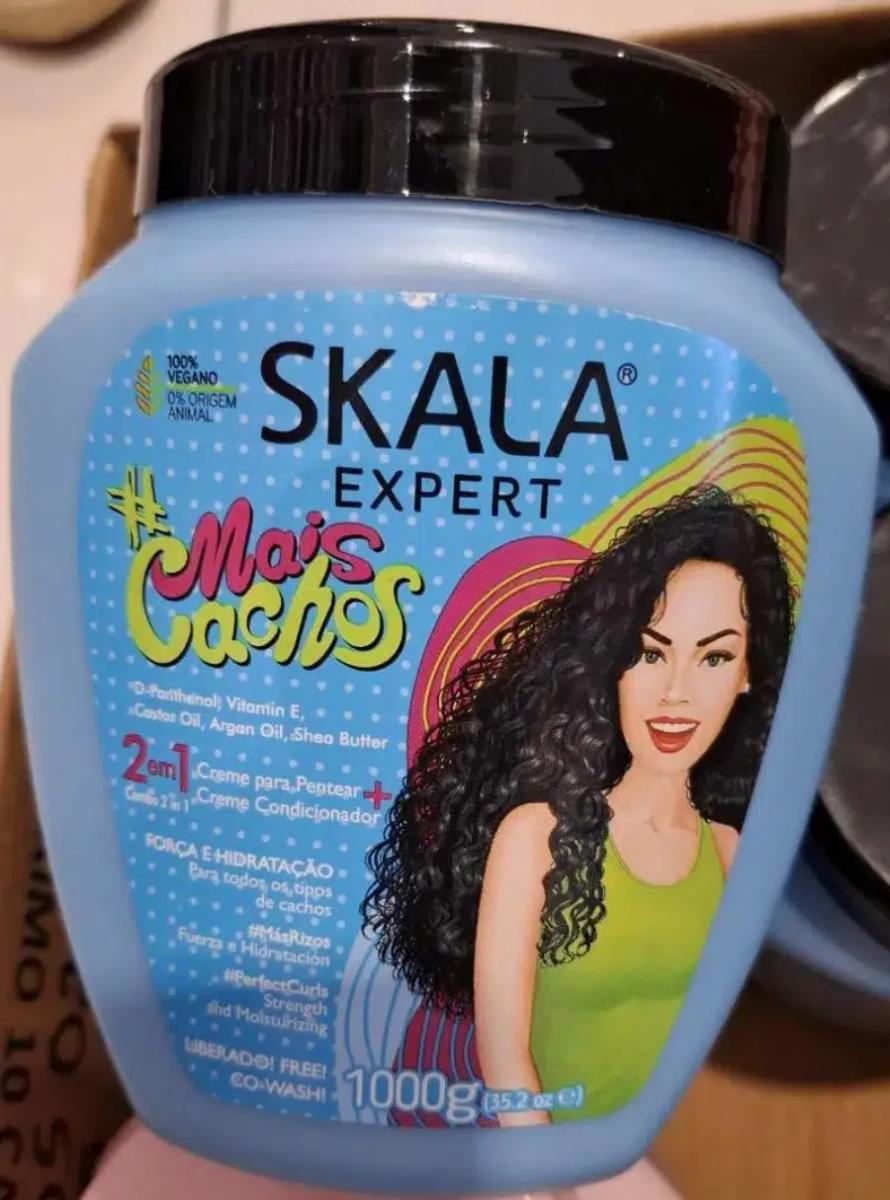 100%
VEGANO
0% ORIGEM
ANIMAL
SKALA®
EXPERT
#Mais
Cachos
D-Panthenol, Vitamin E,
Castor Oil, Argan Oil, Shea Butter
2em1 Creme para Pentear +
Combo 2 in 1 Creme Condicionador
FORÇA E HIDRATAÇÃO
Para todos os tipos
de cachos
#MásRizos
Fuerza e Hidratación
#PerfectCurls
Strength
and Moisturizing
LIBERADO! FREE!
CO-WASH!
1000g (35.2 oz ℮)